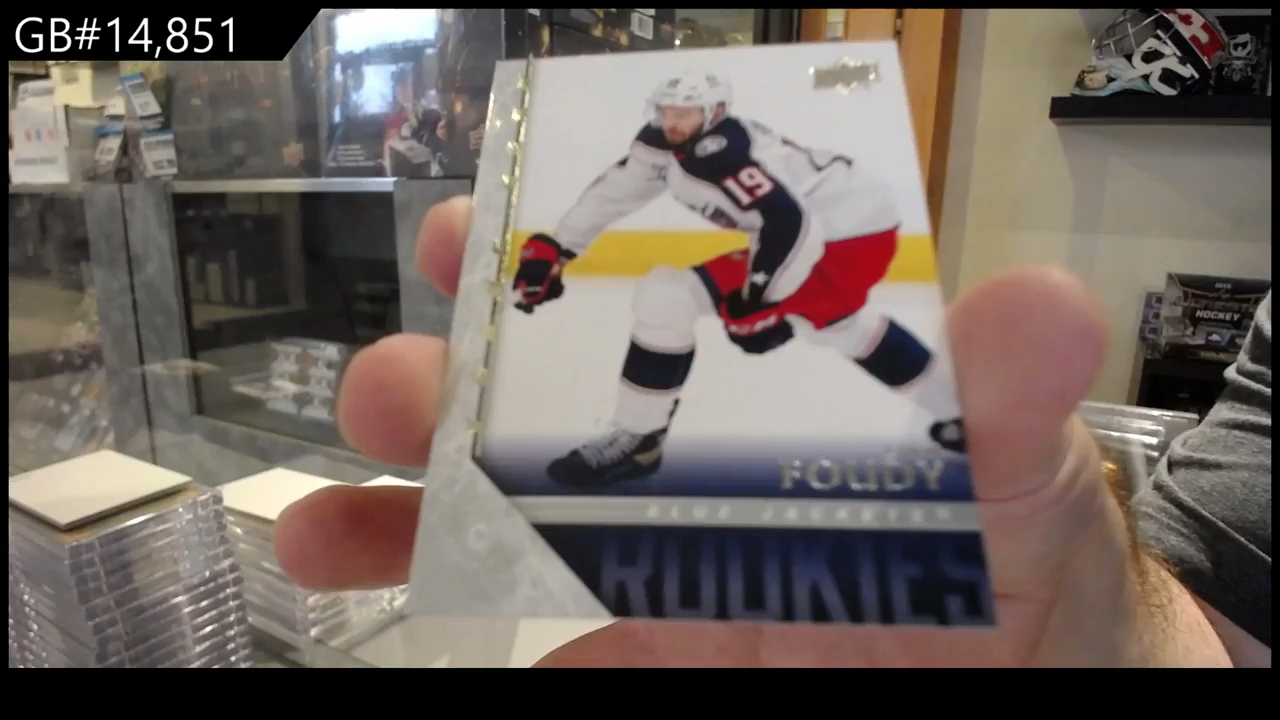 GB#14,851
19
FOUDY
BLUE JACKETS
ROOKIES
HOCKEY